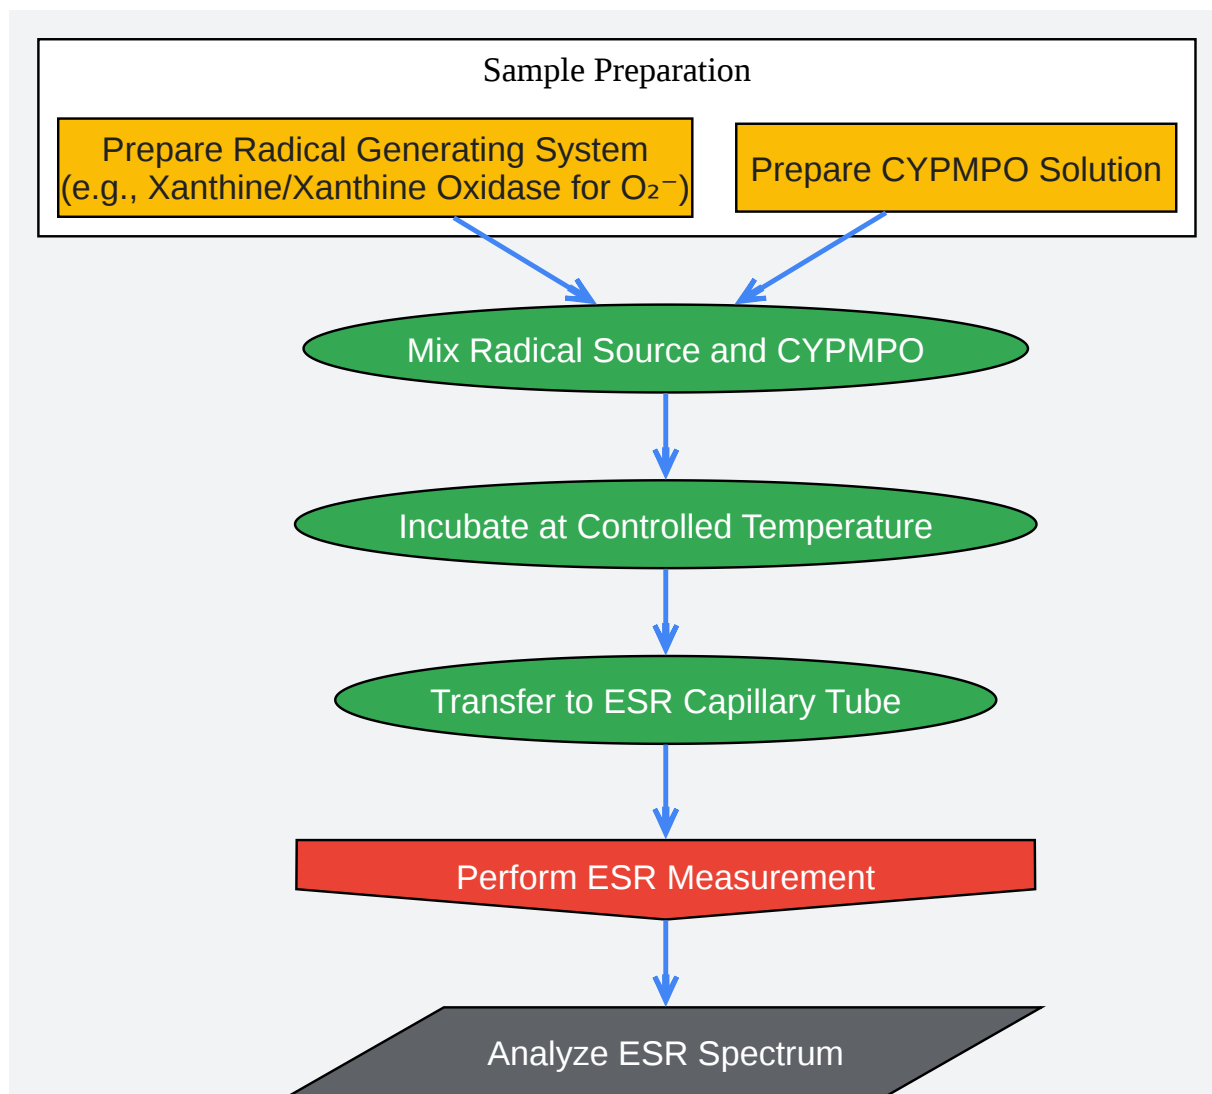 Sample Preparation
Prepare Radical Generating System
(e.g., Xanthine/Xanthine Oxidase for O₂⁻)
Prepare CYPMPO Solution
Mix Radical Source and CYPMPO
Incubate at Controlled Temperature
Transfer to ESR Capillary Tube
Perform ESR Measurement
Analyze ESR Spectrum